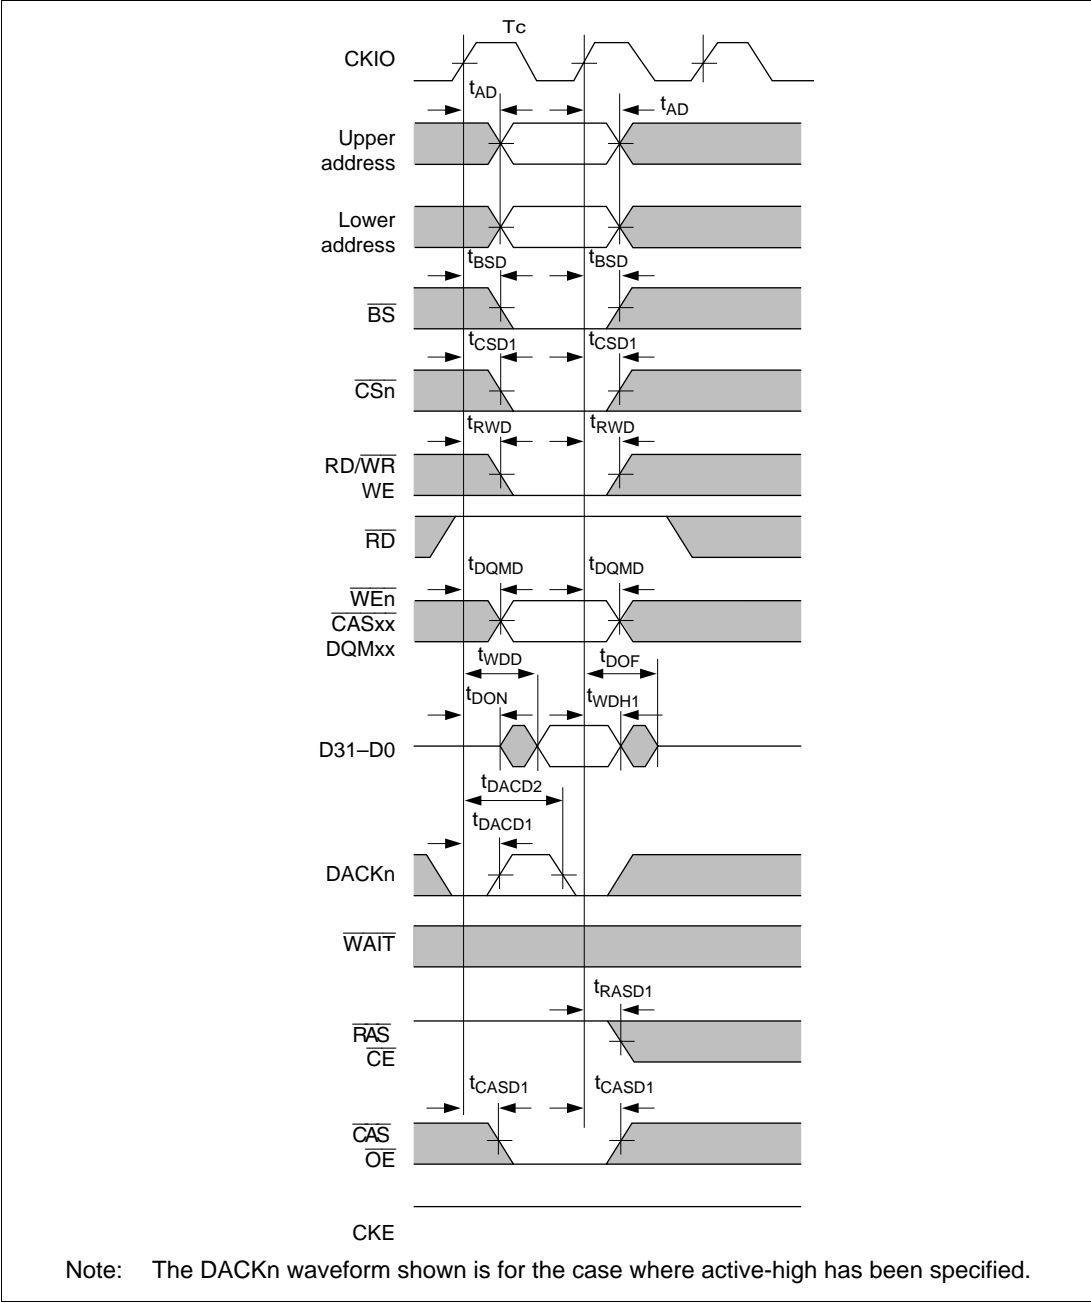 Tc
CKIO
tAD
tAD
Upper
address
Lower
address
tBSD tBSD
BS
tCSD1 tCSD1
CSn
tRWD tRWD
RD/WR
WE
RD
tDQMD tDQMD
WEn
CASxx
DQMxx
tWDD tDOF
tDON tWDH1
D31–D0
tDACD2
tDACD1
DACKn
WAIT
tRASD1
RAS
CE
tCASD1 tCASD1
CAS
OE
CKE
Note: The DACKn waveform shown is for the case where active-high has been specified.